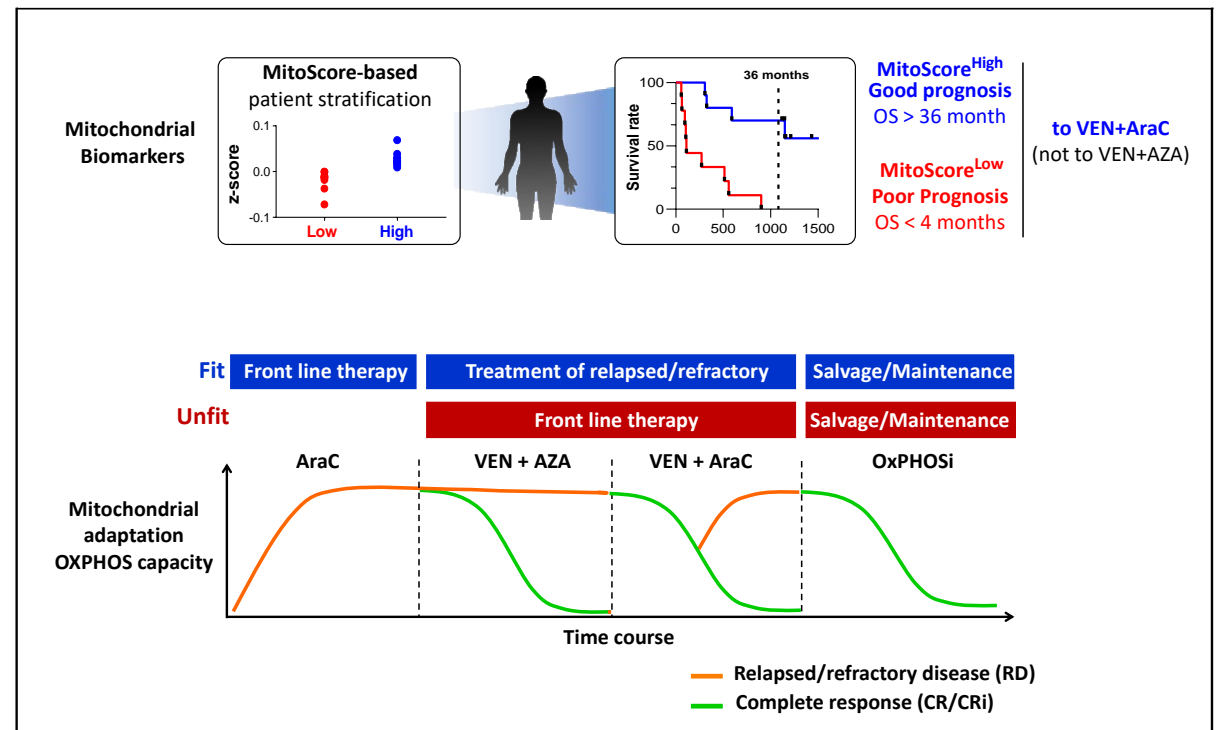 Mitochondrial
Biomarkers
MitoScore-based
patient stratification
z-score
0.1
0.0
-0.1
Low
High
Survival rate
100
50
0
36 months
0
500
1000
1500
MitoScoreHigh
Good prognosis
OS > 36 month
MitoScoreLow
Poor Prognosis
OS < 4 months
to VEN+AraC
(not to VEN+AZA)
Fit
Front line therapy
Treatment of relapsed/refractory
Salvage/Maintenance
Unfit
Front line therapy
Salvage/Maintenance
AraC
VEN + AZA
VEN + AraC
OxPHOSi
Mitochondrial
adaptation
OXPHOS capacity
Time course
Relapsed/refractory disease (RD)
Complete response (CR/CRi)